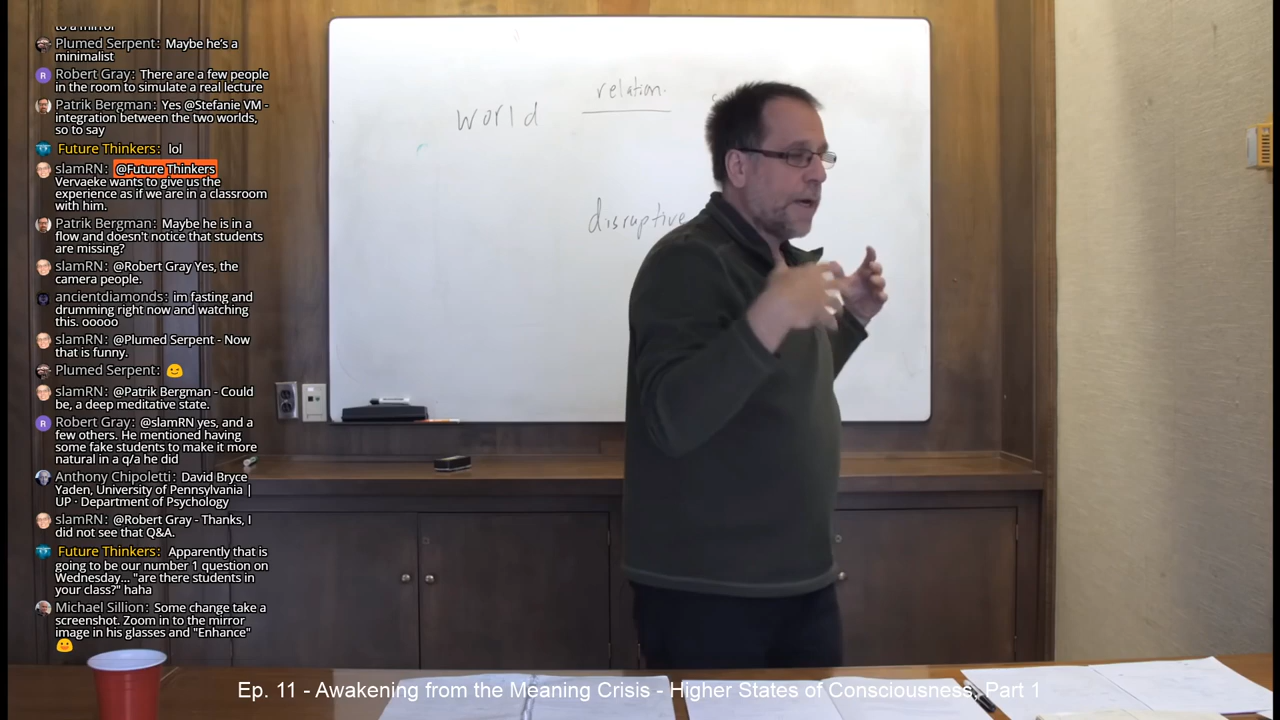 to a mirror
Plumed Serpent: Maybe he's a
minimalist
Robert Gray: There are a few people
in the room to simulate a real lecture
Patrik Bergman: Yes @Stefanie VM -
integration between the two worlds,
so to say
Future Thinkers: lol
slamRN: @Future Thinkers
Vervaeke wants to give us the
experience as if we are in a classroom
with him.
Patrik Bergman: Maybe he is in a
flow and doesn't notice that students
are missing?
slamRN: @Robert Gray Yes, the
camera people.
ancientdiamonds: im fasting and
drumming right now and watching
this. ooooo
slamRN: @Plumed Serpent - Now
that is funny.
Plumed Serpent: 😉
slamRN: @Patrik Bergman - Could
be, a deep meditative state.
Robert Gray: @slamRN yes, and a
few others. He mentioned having
some fake students to make it more
natural in a q/a he did
Anthony Chipoletti: David Bryce
Yaden, University of Pennsylvania |
UP · Department of Psychology
slamRN: @Robert Gray - Thanks, I
did not see that Q&A.
Future Thinkers: Apparently that is
going to be our number 1 question on
Wednesday... "are there students in
your class?" haha
Michael Sillion: Some change take a
screenshot. Zoom in to the mirror
image in his glasses and "Enhance"
😛
world
relation.
disruptive
Ep. 11 - Awakening from the Meaning Crisis - Higher States of Consciousness, Part 1